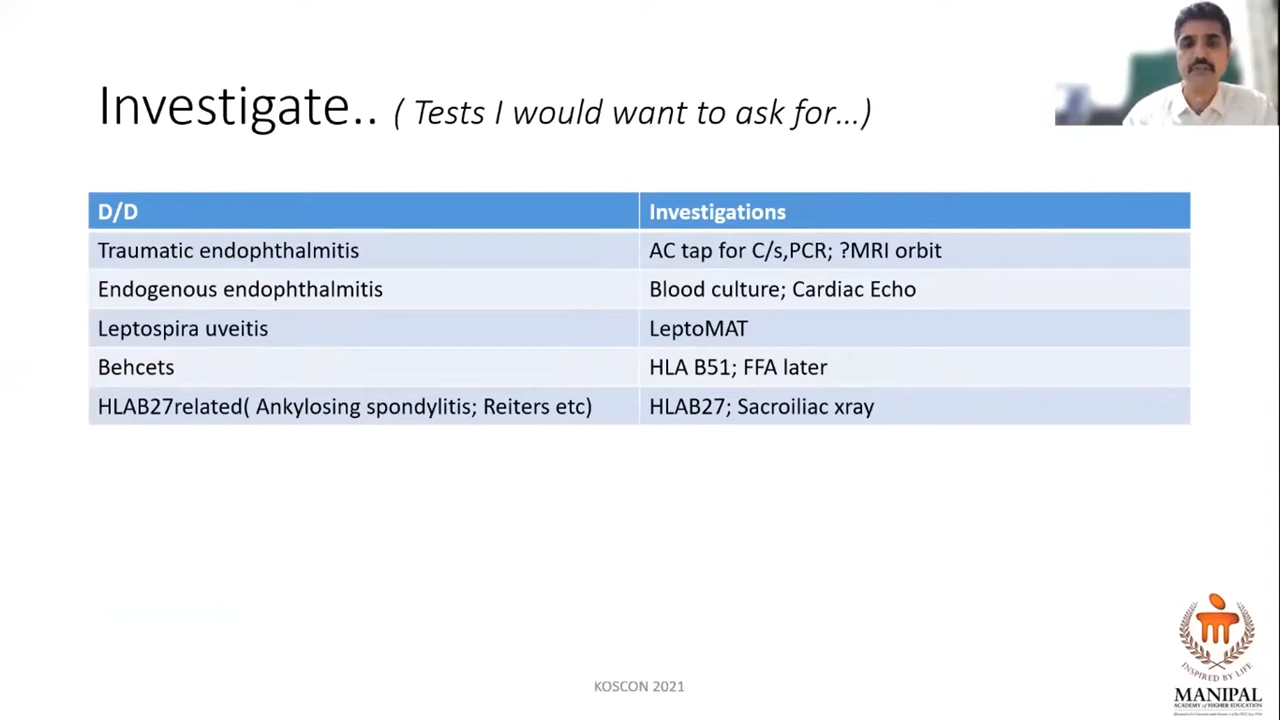 Investigate.. ( Tests I would want to ask for...)
D/D Investigations
Traumatic endophthalmitis AC tap for C/s,PCR; ?MRI orbit
Endogenous endophthalmitis Blood culture; Cardiac Echo
Leptospira uveitis LeptoMAT
Behcets HLA B51; FFA later
HLAB27related( Ankylosing spondylitis; Reiters etc) HLAB27; Sacroiliac xray
INSPIRED BY LIFE
MANIPAL
ACADEMY of HIGHER EDUCATION
KOSCON 2021